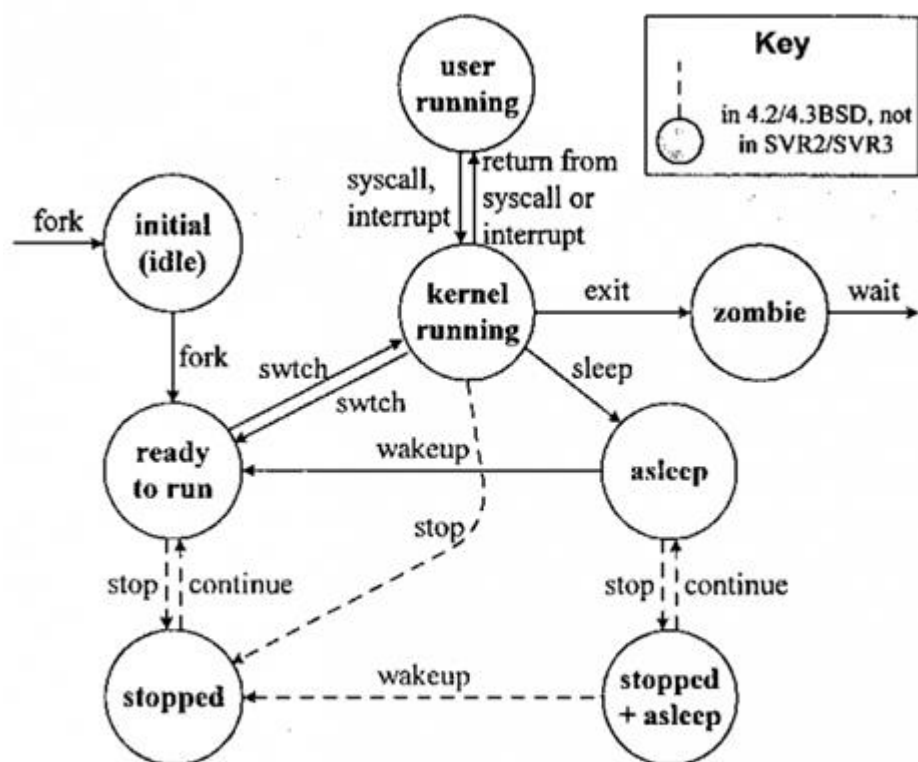 Key
in 4.2/4.3BSD, not
in SVR2/SVR3
user
running
syscall,
interrupt
return from
syscall or
interrupt
fork
initial
(idle)
kernel
running
exit
zombie
wait
fork
swtch
swtch
sleep
ready
to run
wakeup
asleep
stop
stop
continue
stop
continue
stopped
wakeup
stopped
+ asleep